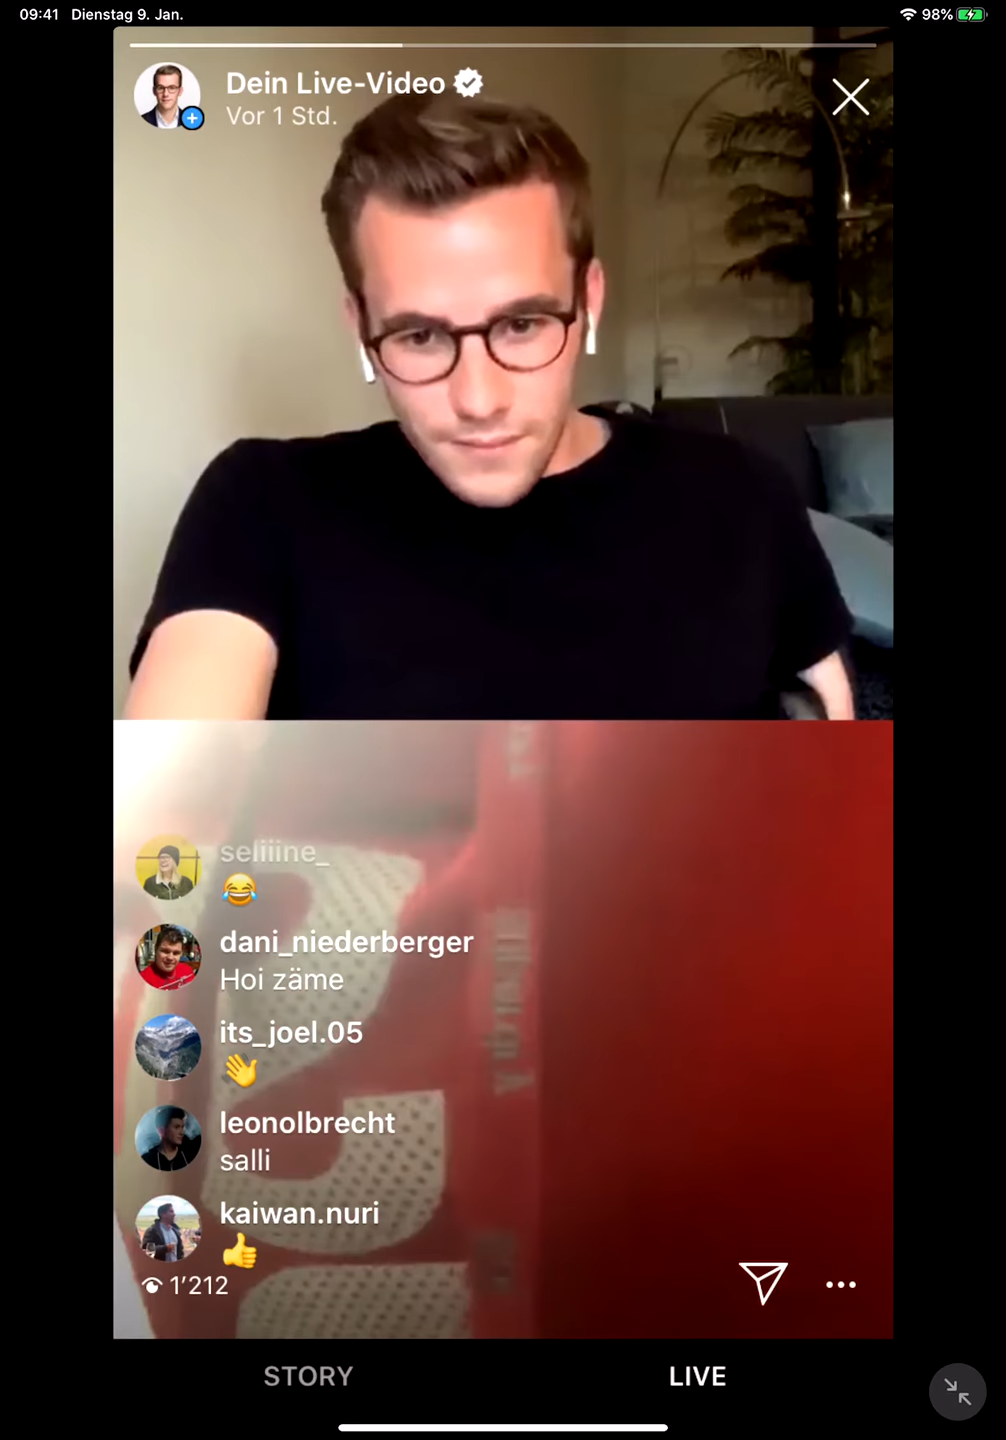 09:41 Dienstag 9. Jan.
98%
Dein Live-Video
Vor 1 Std.
seliiine_
😂
dani_niederberger
Hoi zäme
its_joel.05
👋
leonolbrecht
salli
kaiwan.nuri
👍
1’212
STORY
LIVE